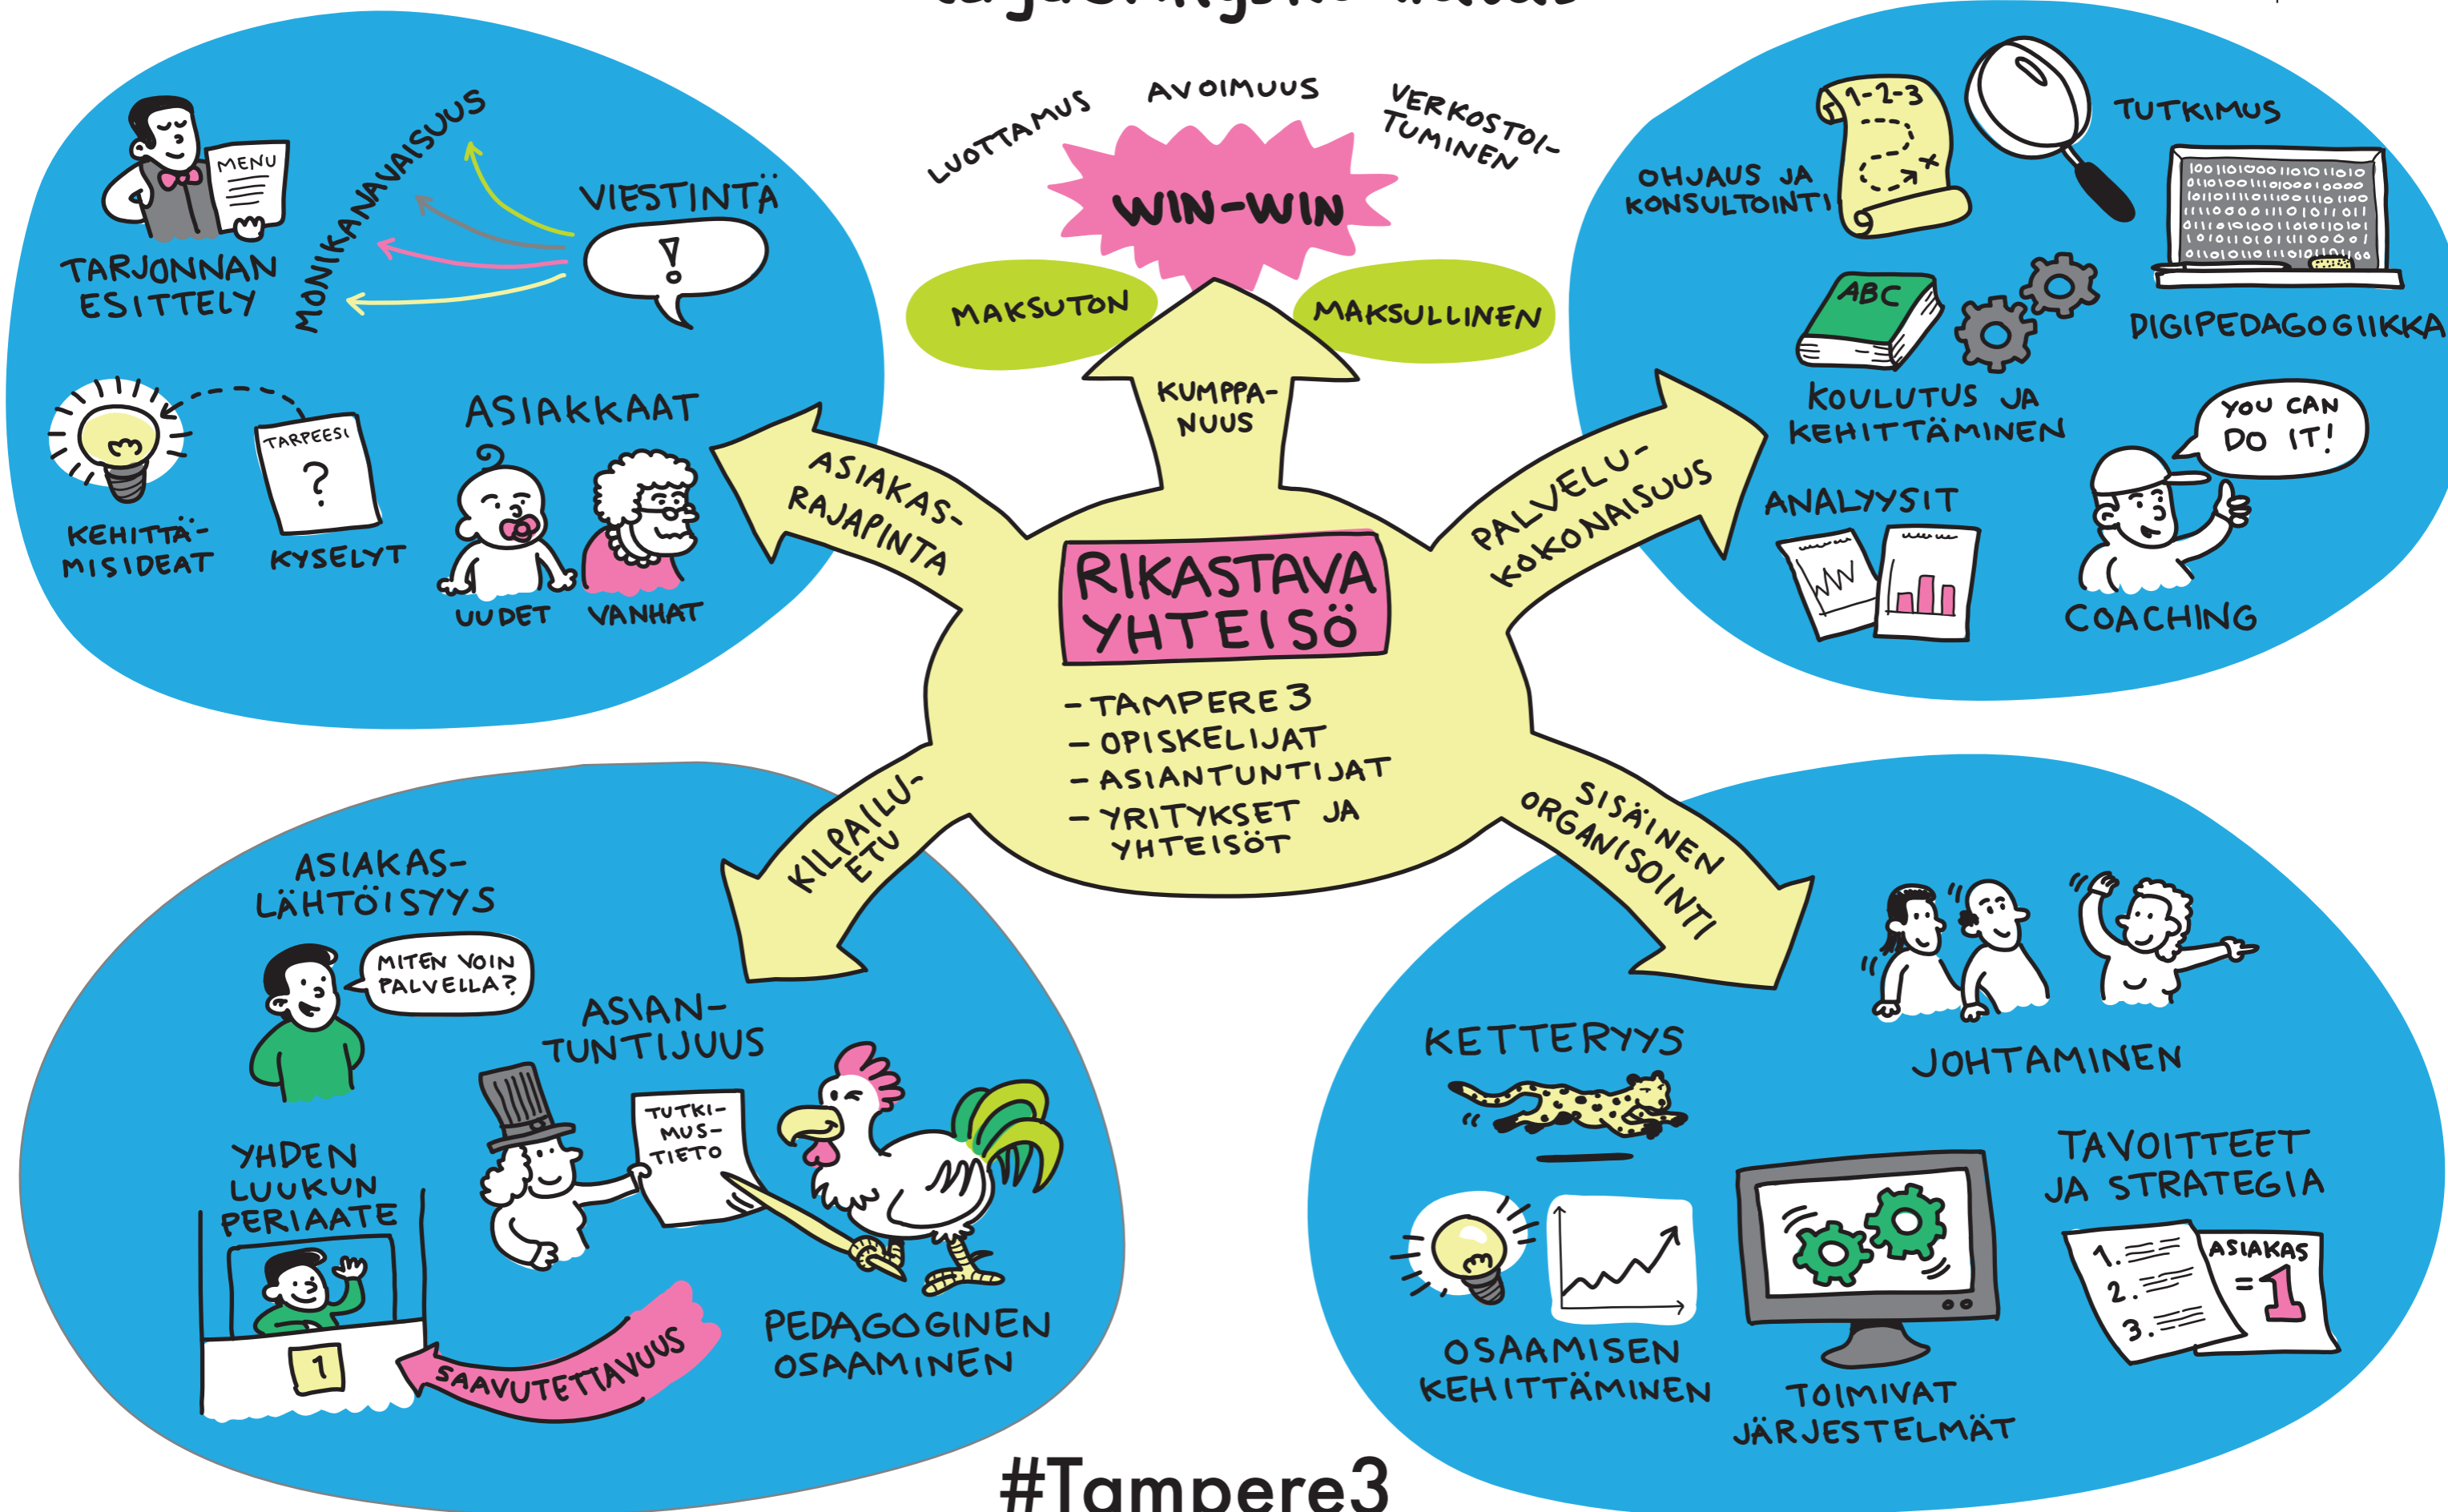 LUOTTAMUS
AVOIMUUS
VERKOSTOI-
TUMINEN
WIN-WIN
MAKSUTON
MAKSULLINEN
KUMPPA-
NUUS
MENU
TARJONNAN
ESITTELY
MONIKANAVAISUUS
VIESTINTÄ
!
TARPEESI
?
KEHITTÄ-
MISIDEAT
KYSELYT
ASIAKKAAT
UUDET
VANHAT
ASIAKAS-
RAJAPINTA
1-2-3
X
OHJAUS JA
KONSULTOINTI
TUTKIMUS
DIGIPEDAGOGIIKKA
ABC
KOULUTUS JA
KEHITTÄMINEN
YOU CAN
DO IT!
ANALYYSIT
COACHING
PALVELU-
KOKONAISUUS
RIKASTAVA
YHTEISÖ
- TAMPERE 3
- OPISKELIJAT
- ASIANTUNTIJAT
- YRITYKSET JA
YHTEISÖT
KILPAILU-
ETU
ASIAKAS-
LÄHTÖISYYS
MITEN VOIN
PALVELLA?
ASIAN-
TUNTIJUUS
TUTKI-
MUS-
TIETO
YHDEN
LUUKUN
PERIAATE
1
SAAVUTETTAVUUS
PEDAGOGINEN
OSAAMINEN
SISÄINEN
ORGANISOINTI
KETTERYYS
JOHTAMINEN
OSAAMISEN
KEHITTÄMINEN
TOIMIVAT
JÄRJESTELMÄT
TAVOITTEET
JA STRATEGIA
1.
2.
3.
ASIAKAS
=1
#Tampere3